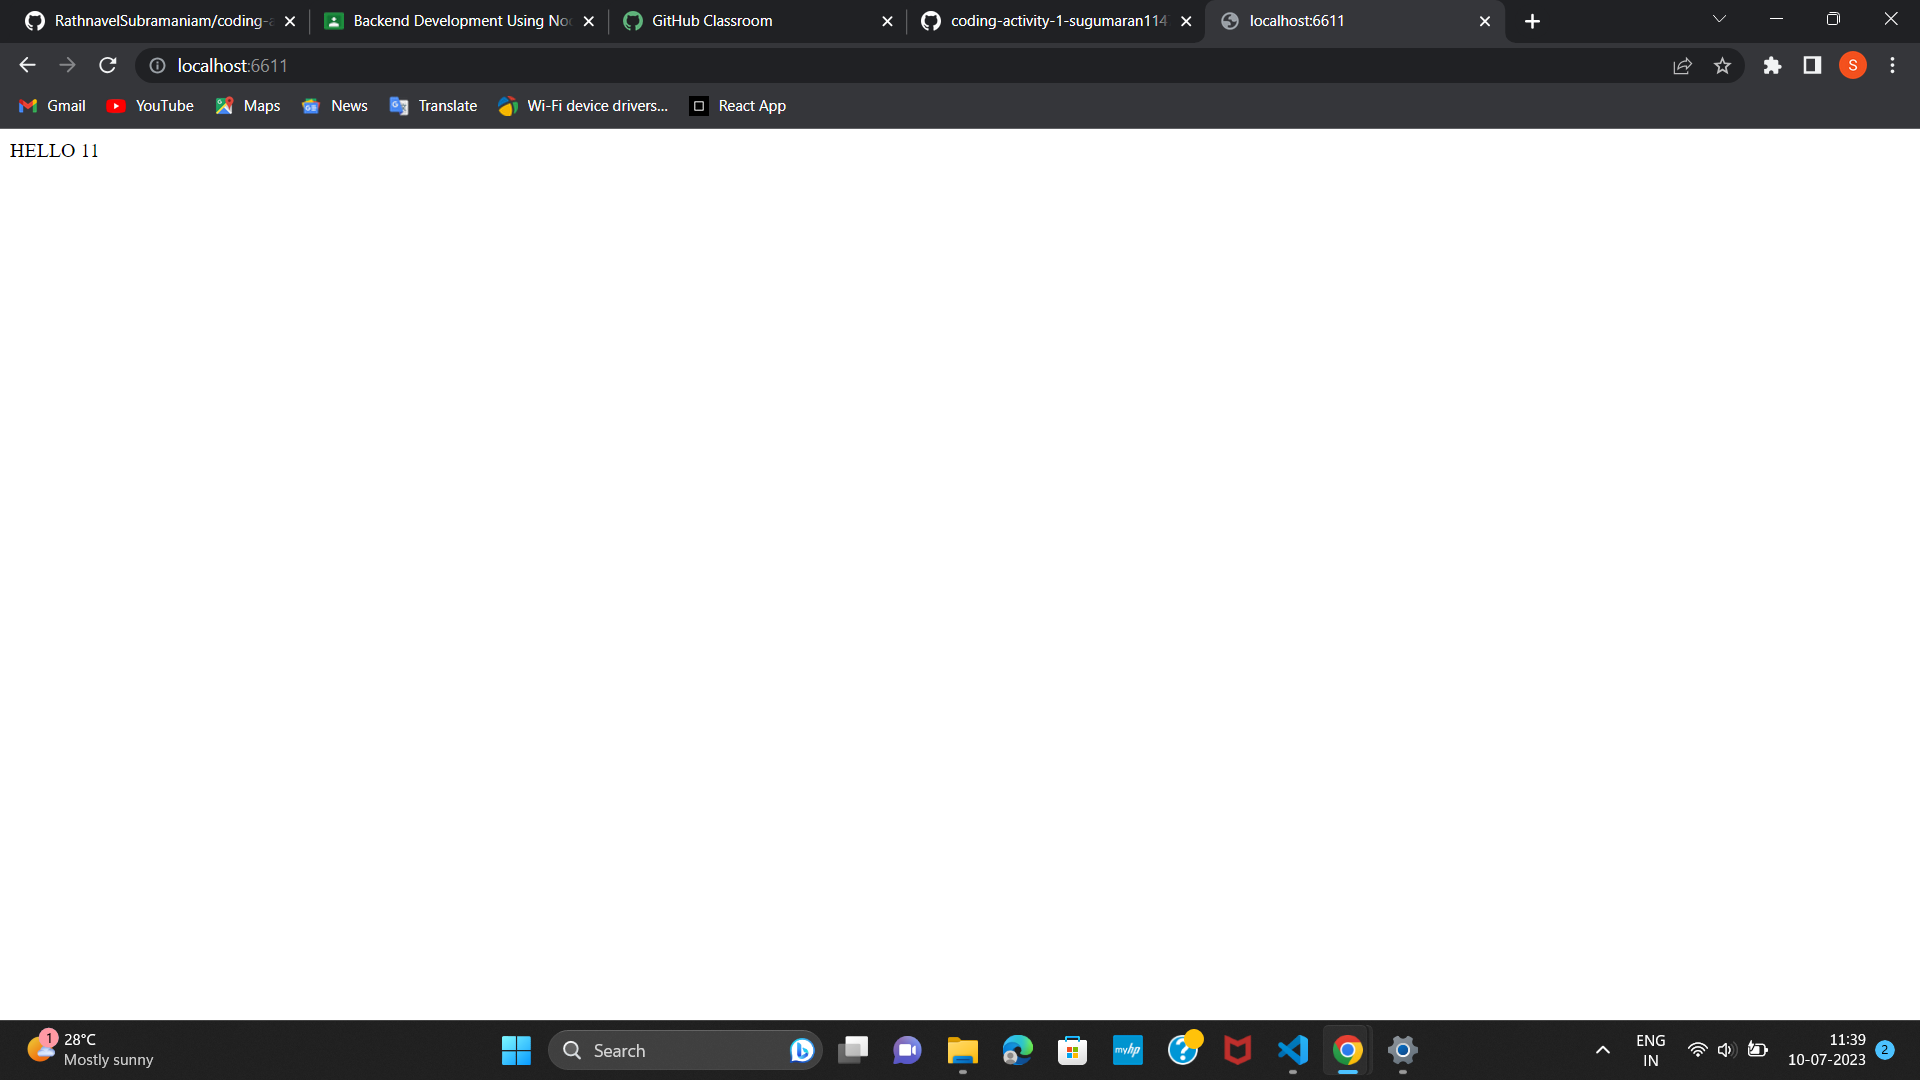 RathnavelSubramaniam/coding-a
Backend Development Using No
GitHub Classroom
coding-activity-1-sugumaran114
localhost:6611
localhost:6611
S
Gmail
YouTube
Maps
News
Translate
Wi-Fi device drivers...
React App
HELLO 11
1
28°C
Mostly sunny
Search
myhp
ENG
IN
11:39
10-07-2023
2